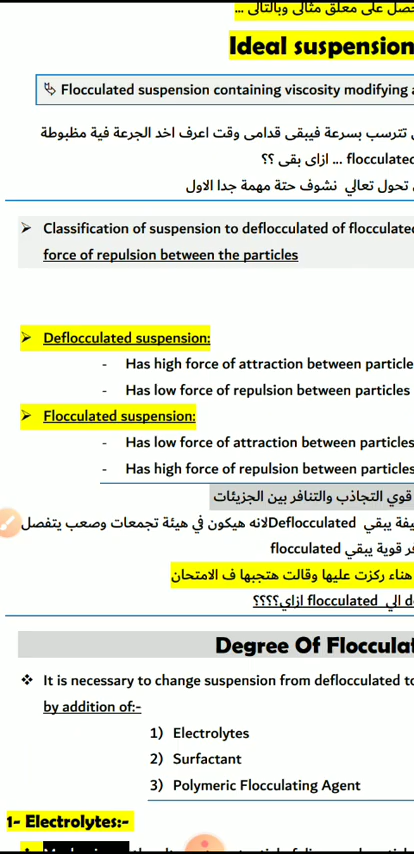 حصل على معلق مثالى وبالتالى ...
Ideal suspension
Flocculated suspension containing viscosity modifying
تترسب بسرعة فيبقى قدامى وقت اعرف اخد الجرعة فية مظبوطة
flocculated ... ازاى بقى ؟؟
تحول تعالي نشوف حتة مهمة جدا الاول
➢ Classification of suspension to deflocculated of flocculate
force of repulsion between the particles
➢ Deflocculated suspension:
- Has high force of attraction between particle
- Has low force of repulsion between particles
➢ Flocculated suspension:
- Has low force of attraction between particles
- Has high force of repulsion between particles
قوي التجاذب والتنافر بين الجزيئات
يفة يبقي Deflocculated لانه هيكون في هيئة تجمعات وصعب يتفصل
فر قوية يبقي flocculated
هناء ركزت عليها وقالت هتجبها ف الامتحان
d الي flocculated ازاي؟؟؟؟
Degree Of Floccula
❖ It is necessary to change suspension from deflocculated to
by addition of:-
1) Electrolytes
2) Surfactant
3) Polymeric Flocculating Agent
1- Electrolytes:-